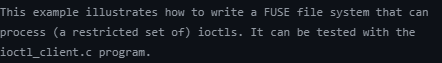 This example illustrates how to write a FUSE file system that can
process (a restricted set of) ioctls. It can be tested with the
ioctl_client.c program.